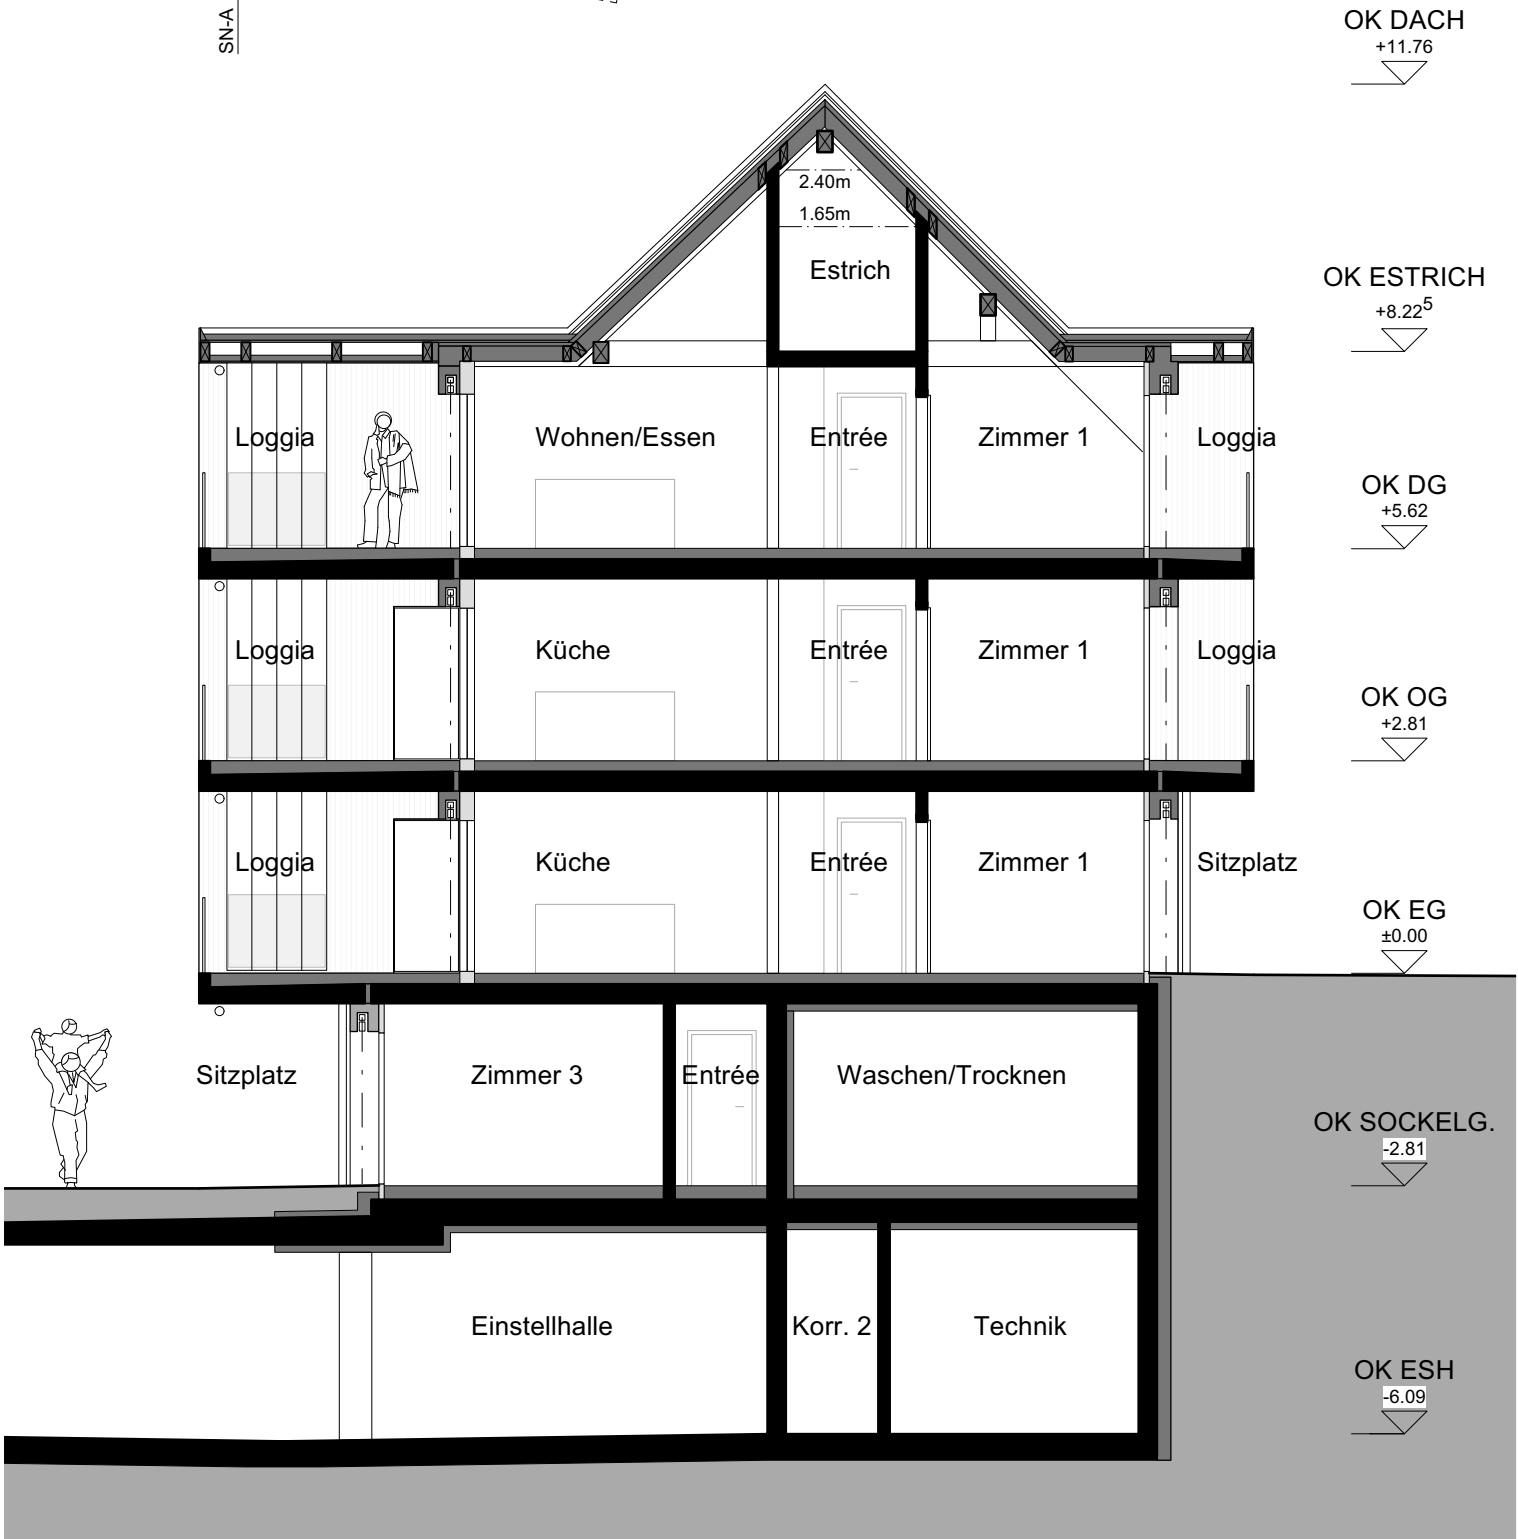 SN-A
OK DACH
+11.76
2.40m
1.65m
Estrich
OK ESTRICH
+8.22⁵
Loggia Wohnen/Essen Entrée Zimmer 1 Loggia
OK DG
+5.62
Loggia Küche Entrée Zimmer 1 Loggia
OK OG
+2.81
Loggia Küche Entrée Zimmer 1 Sitzplatz
OK EG
±0.00
Sitzplatz Zimmer 3 Entrée Waschen/Trocknen
OK SOCKELG.
-2.81
Einstellhalle Korr. 2 Technik
OK ESH
-6.09